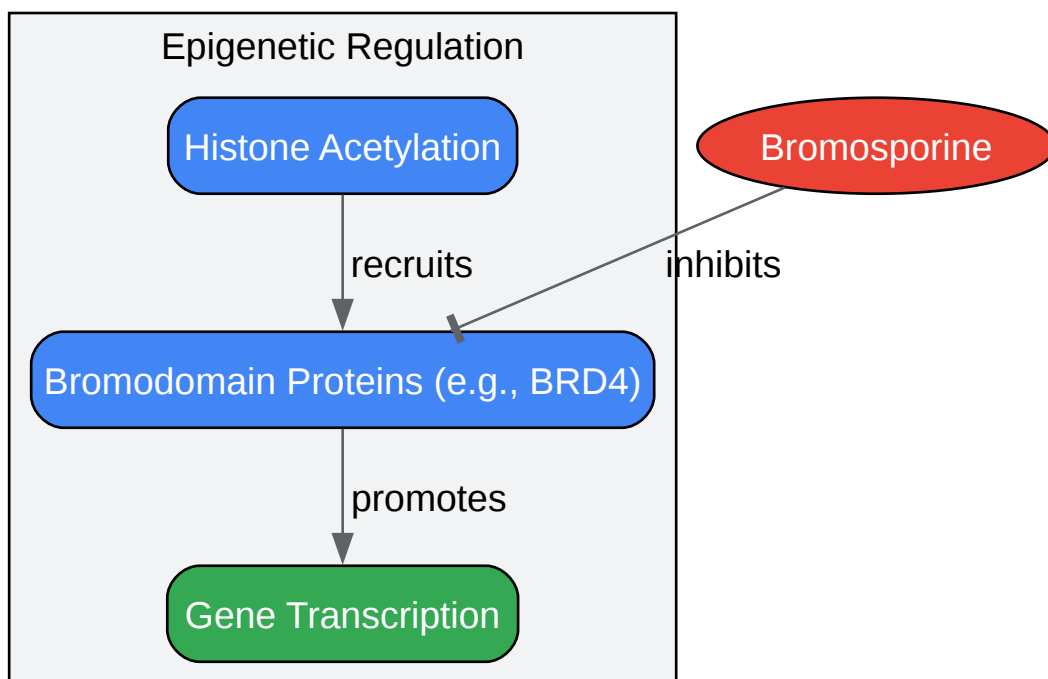 Epigenetic Regulation
Histone Acetylation
Bromosporine
recruits
inhibits
Bromodomain Proteins (e.g., BRD4)
promotes
Gene Transcription